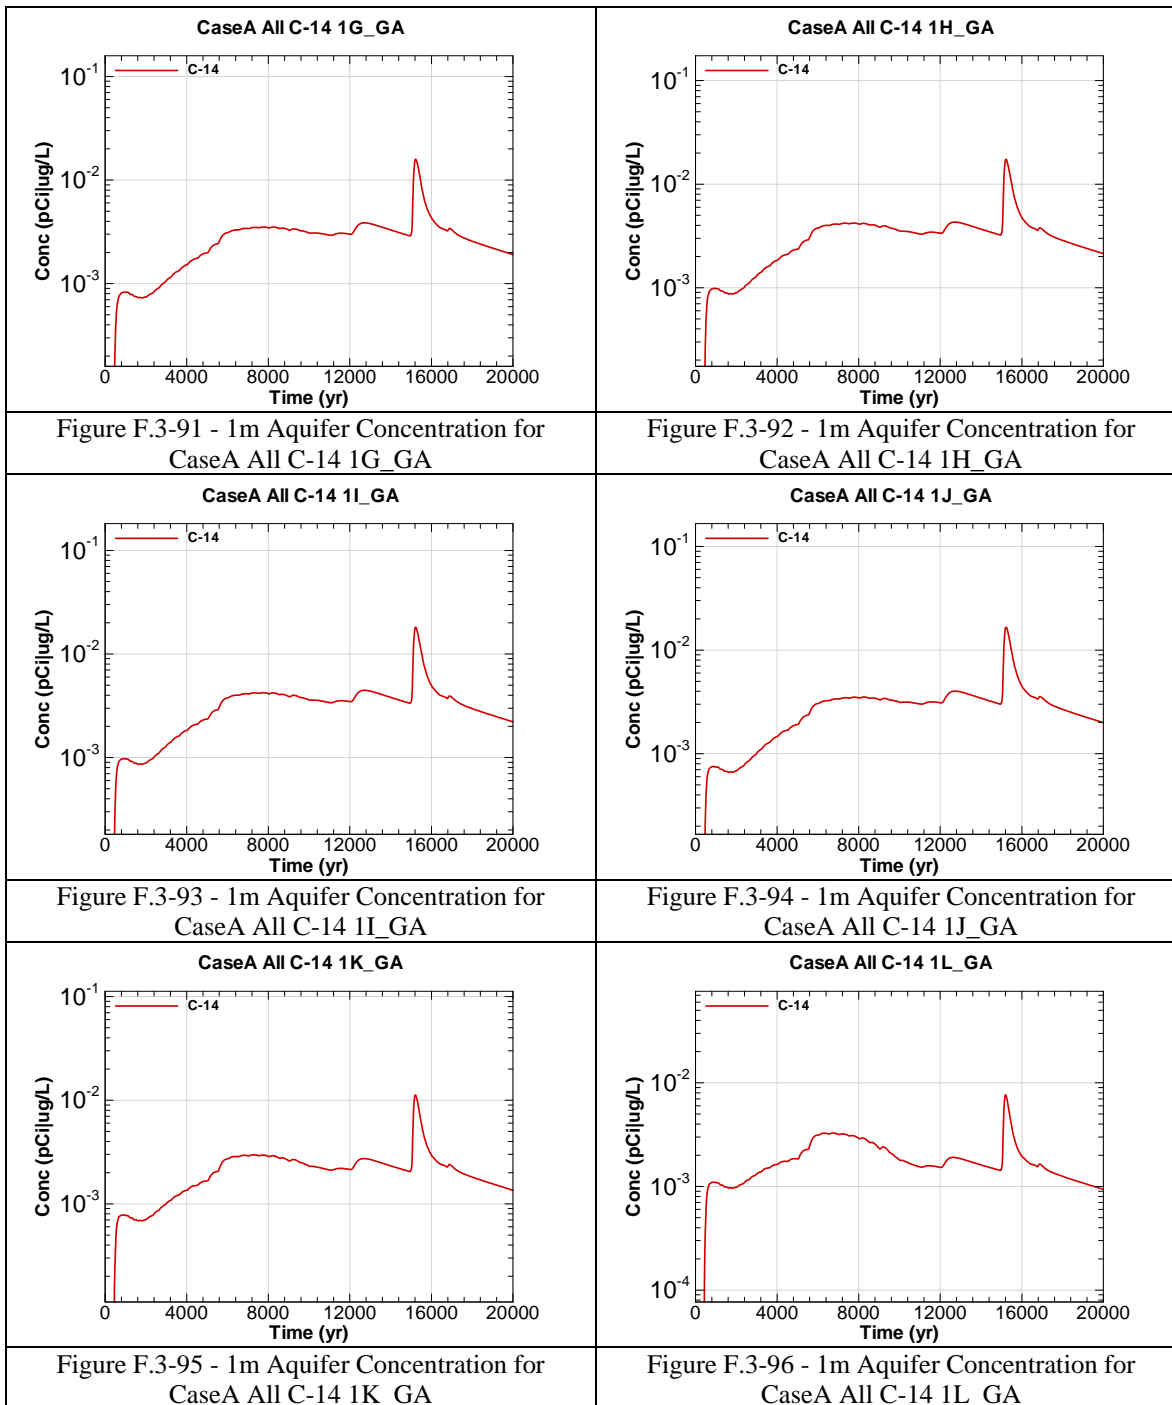 CaseA All C-14 1G_GA
C-14
10-1
10-2
10-3
Conc (pCi|ug/L)
0 4000 8000 12000 16000 20000
Time (yr)
Figure F.3-91 - 1m Aquifer Concentration for
CaseA All C-14 1G_GA
CaseA All C-14 1H_GA
C-14
10-1
10-2
10-3
Conc (pCi|ug/L)
0 4000 8000 12000 16000 20000
Time (yr)
Figure F.3-92 - 1m Aquifer Concentration for
CaseA All C-14 1H_GA
CaseA All C-14 1I_GA
C-14
10-1
10-2
10-3
Conc (pCi|ug/L)
0 4000 8000 12000 16000 20000
Time (yr)
Figure F.3-93 - 1m Aquifer Concentration for
CaseA All C-14 1I_GA
CaseA All C-14 1J_GA
C-14
10-1
10-2
10-3
Conc (pCi|ug/L)
0 4000 8000 12000 16000 20000
Time (yr)
Figure F.3-94 - 1m Aquifer Concentration for
CaseA All C-14 1J_GA
CaseA All C-14 1K_GA
C-14
10-1
10-2
10-3
Conc (pCi|ug/L)
0 4000 8000 12000 16000 20000
Time (yr)
Figure F.3-95 - 1m Aquifer Concentration for
CaseA All C-14 1K_GA
CaseA All C-14 1L_GA
C-14
10-2
10-3
10-4
Conc (pCi|ug/L)
0 4000 8000 12000 16000 20000
Time (yr)
Figure F.3-96 - 1m Aquifer Concentration for
CaseA All C-14 1L_GA